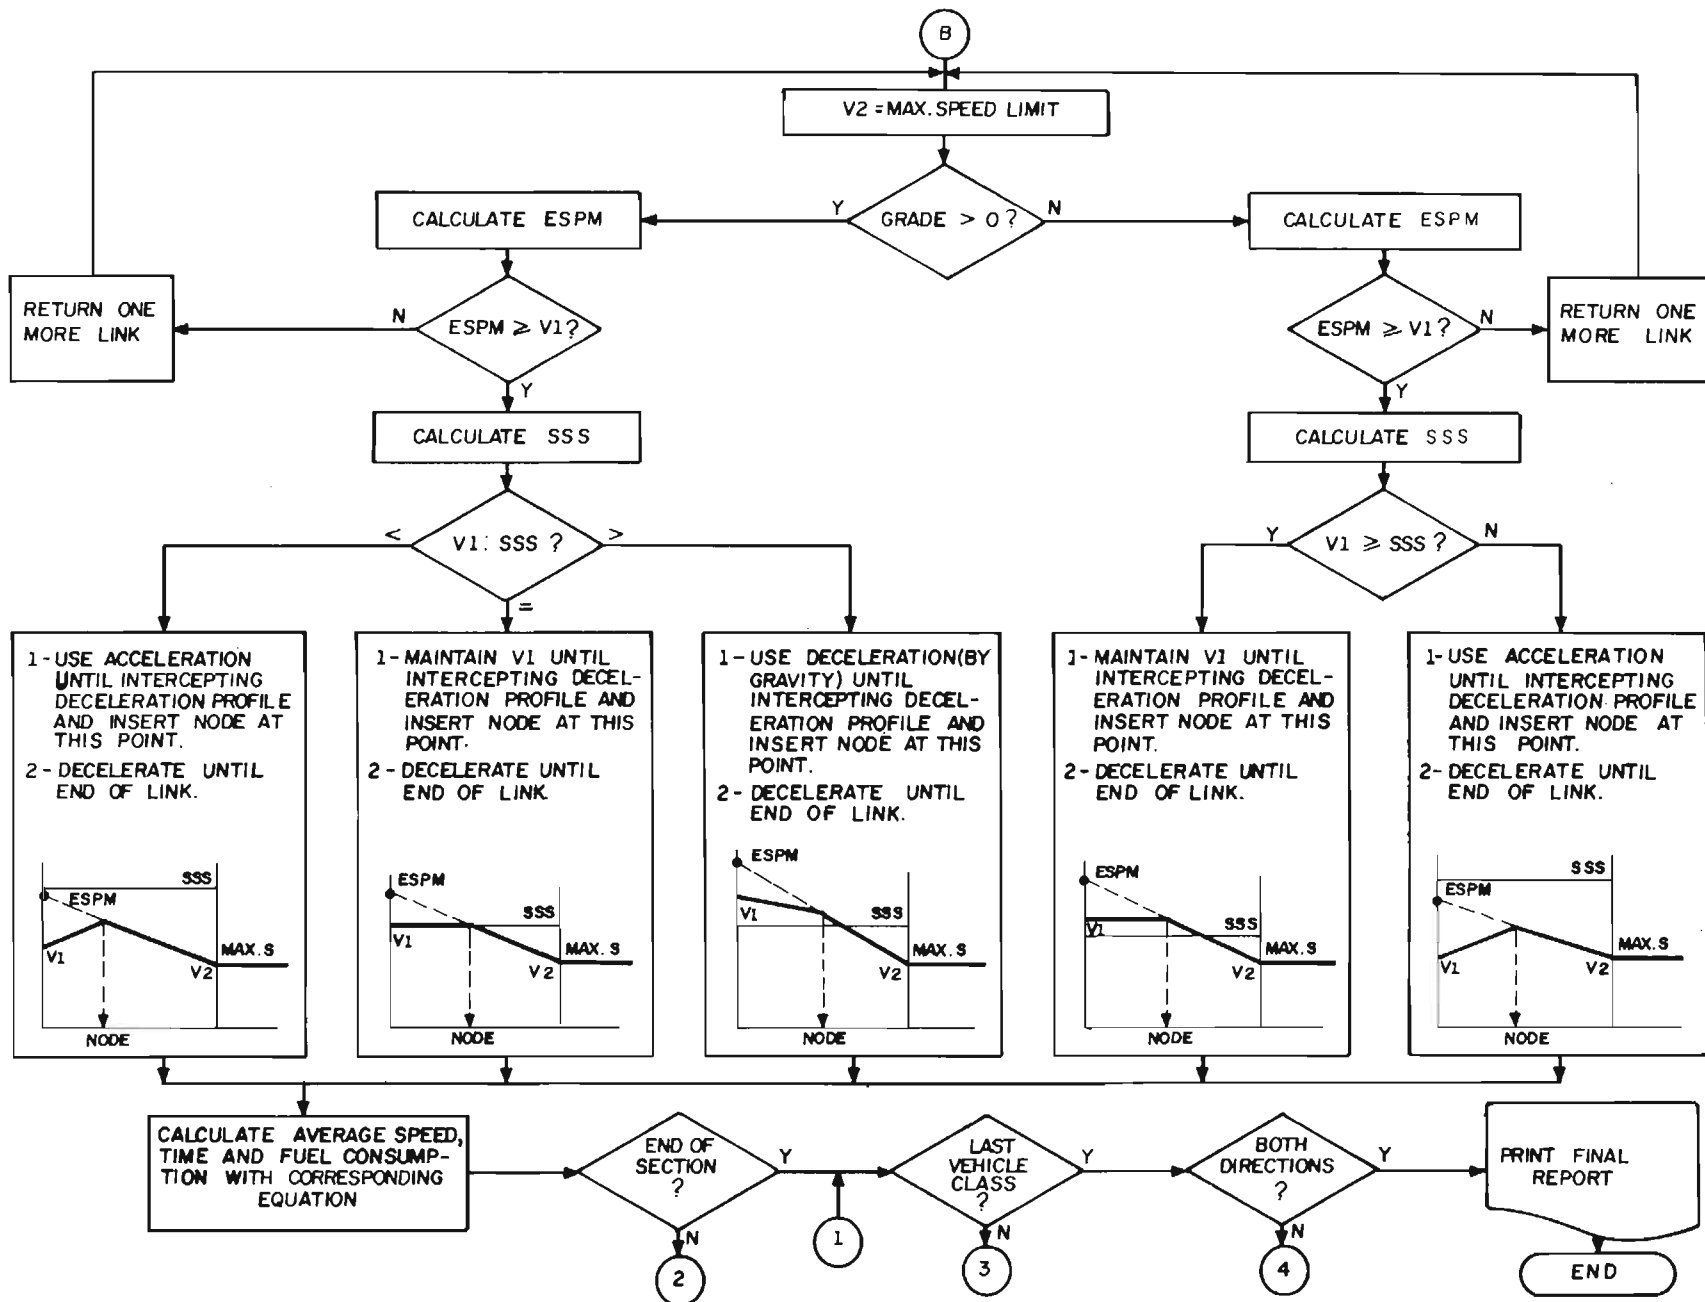 B
V2 = MAX. SPEED LIMIT
GRADE > 0?
Y
N
CALCULATE ESPM
CALCULATE ESPM
RETURN ONE
MORE LINK
N
ESPM ⩾ V1?
Y
ESPM ⩾ V1?
N
Y
RETURN ONE
MORE LINK
CALCULATE SSS
CALCULATE SSS
<
V1: SSS ?
>
=
Y
V1 ⩾ SSS ?
N
1- USE ACCELERATION
UNTIL INTERCEPTING
DECELERATION PROFILE
AND INSERT NODE AT
THIS POINT.
2- DECELERATE UNTIL
END OF LINK.
ESPM
SSS
V1
V2
MAX. S
NODE
1- MAINTAIN V1 UNTIL
INTERCEPTING DECEL-
ERATION PROFILE AND
INSERT NODE AT THIS
POINT.
2- DECELERATE UNTIL
END OF LINK
ESPM
SSS
V1
V2
MAX. S
NODE
1- USE DECELERATION(BY
GRAVITY) UNTIL
INTERCEPTING DECEL-
ERATION PROFILE AND
INSERT NODE AT THIS
POINT.
2- DECELERATE UNTIL
END OF LINK.
ESPM
V1
SSS
V2
MAX. S
NODE
1- MAINTAIN V1 UNTIL
INTERCEPTING DECEL-
ERATION PROFILE AND
INSERT NODE AT THIS
POINT.
2- DECELERATE UNTIL
END OF LINK.
ESPM
V1
SSS
V2
MAX. S
NODE
1- USE ACCELERATION
UNTIL INTERCEPTING
DECELERATION PROFILE
AND INSERT NODE AT
THIS POINT.
2- DECELERATE UNTIL
END OF LINK.
SSS
ESPM
V1
V2
MAX. S
NODE
CALCULATE AVERAGE SPEED,
TIME AND FUEL CONSUMP-
TION WITH CORRESPONDING
EQUATION
END OF
SECTION
?
Y
N
2
1
LAST
VEHICLE
CLASS
?
Y
N
3
BOTH
DIRECTIONS
?
Y
N
4
PRINT FINAL
REPORT
END